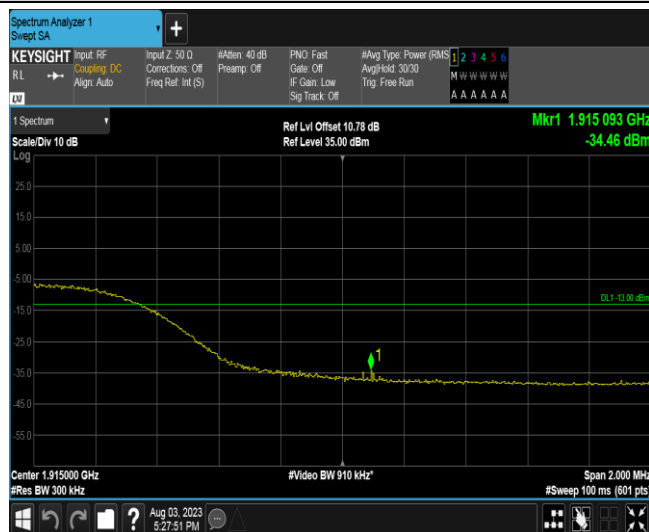 Spectrum Analyzer 1
Swept SA
+
KEYSIGHT Input: RF Input Z: 50 Ω #Atten: 40 dB PNO: Fast #Avg Type: Power (RMS 1 2 3 4 5 6
RL Coupling: DC Corrections: Off Preamp: Off Gate: Off Avg|Hold: 30/30 M W W W W W
Align: Auto Freq Ref: Int (S) IF Gain: Low Trig: Free Run
Sig Track: Off A A A A A A
LXI
1 Spectrum Ref Lvl Offset 10.78 dB Mkr1 1.915 093 GHz
Scale/Div 10 dB Ref Level 35.00 dBm -34.46 dBm
Log
25.0
15.0
5.00
-5.00
DL1 -13.00 dBm
-15.0
-25.0
1
-35.0
-45.0
-55.0
Center 1.915000 GHz #Video BW 910 kHz* Span 2.000 MHz
#Res BW 300 kHz #Sweep 100 ms (601 pts)
? Aug 03, 2023
5:27:51 PM